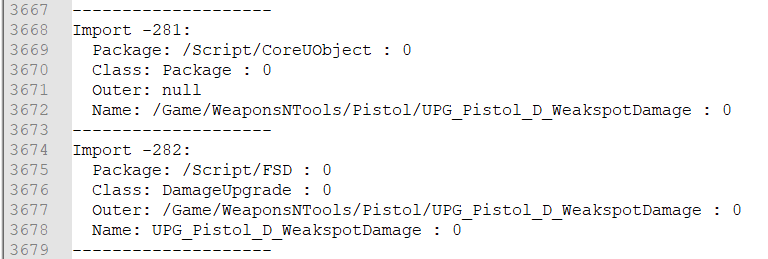 3667 --------------------
3668 Import -281:
3669 Package: /Script/CoreUObject : 0
3670 Class: Package : 0
3671 Outer: null
3672 Name: /Game/WeaponsNTools/Pistol/UPG_Pistol_D_WeakspotDamage : 0
3673 --------------------
3674 Import -282:
3675 Package: /Script/FSD : 0
3676 Class: DamageUpgrade : 0
3677 Outer: /Game/WeaponsNTools/Pistol/UPG_Pistol_D_WeakspotDamage : 0
3678 Name: UPG_Pistol_D_WeakspotDamage : 0
3679 --------------------